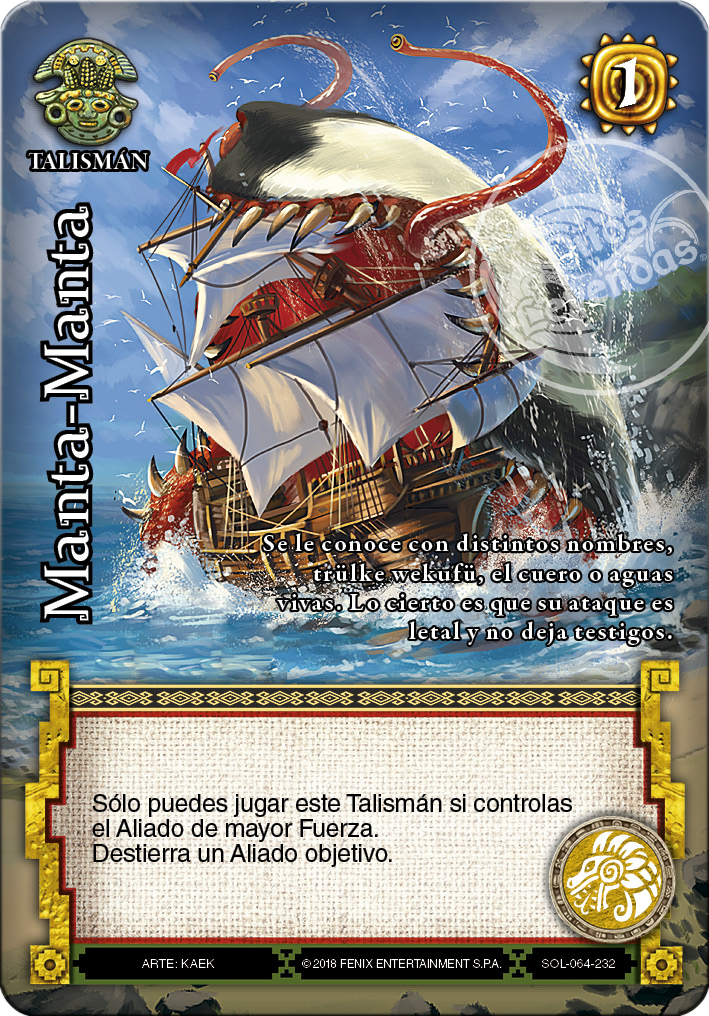 TALISMÁN
1
Mitos
Leyendas
Manta-Manta
Se le conoce con distintos nombres,
trülke wekufü, el cuero o aguas
vivas. Lo cierto es que su ataque es
letal y no deja testigos.
Sólo puedes jugar este Talismán si controlas
el Aliado de mayor Fuerza.
Destierra un Aliado objetivo.
ARTE: KAEK
© 2018 FENIX ENTERTAINMENT S.P.A.
SOL-064-232